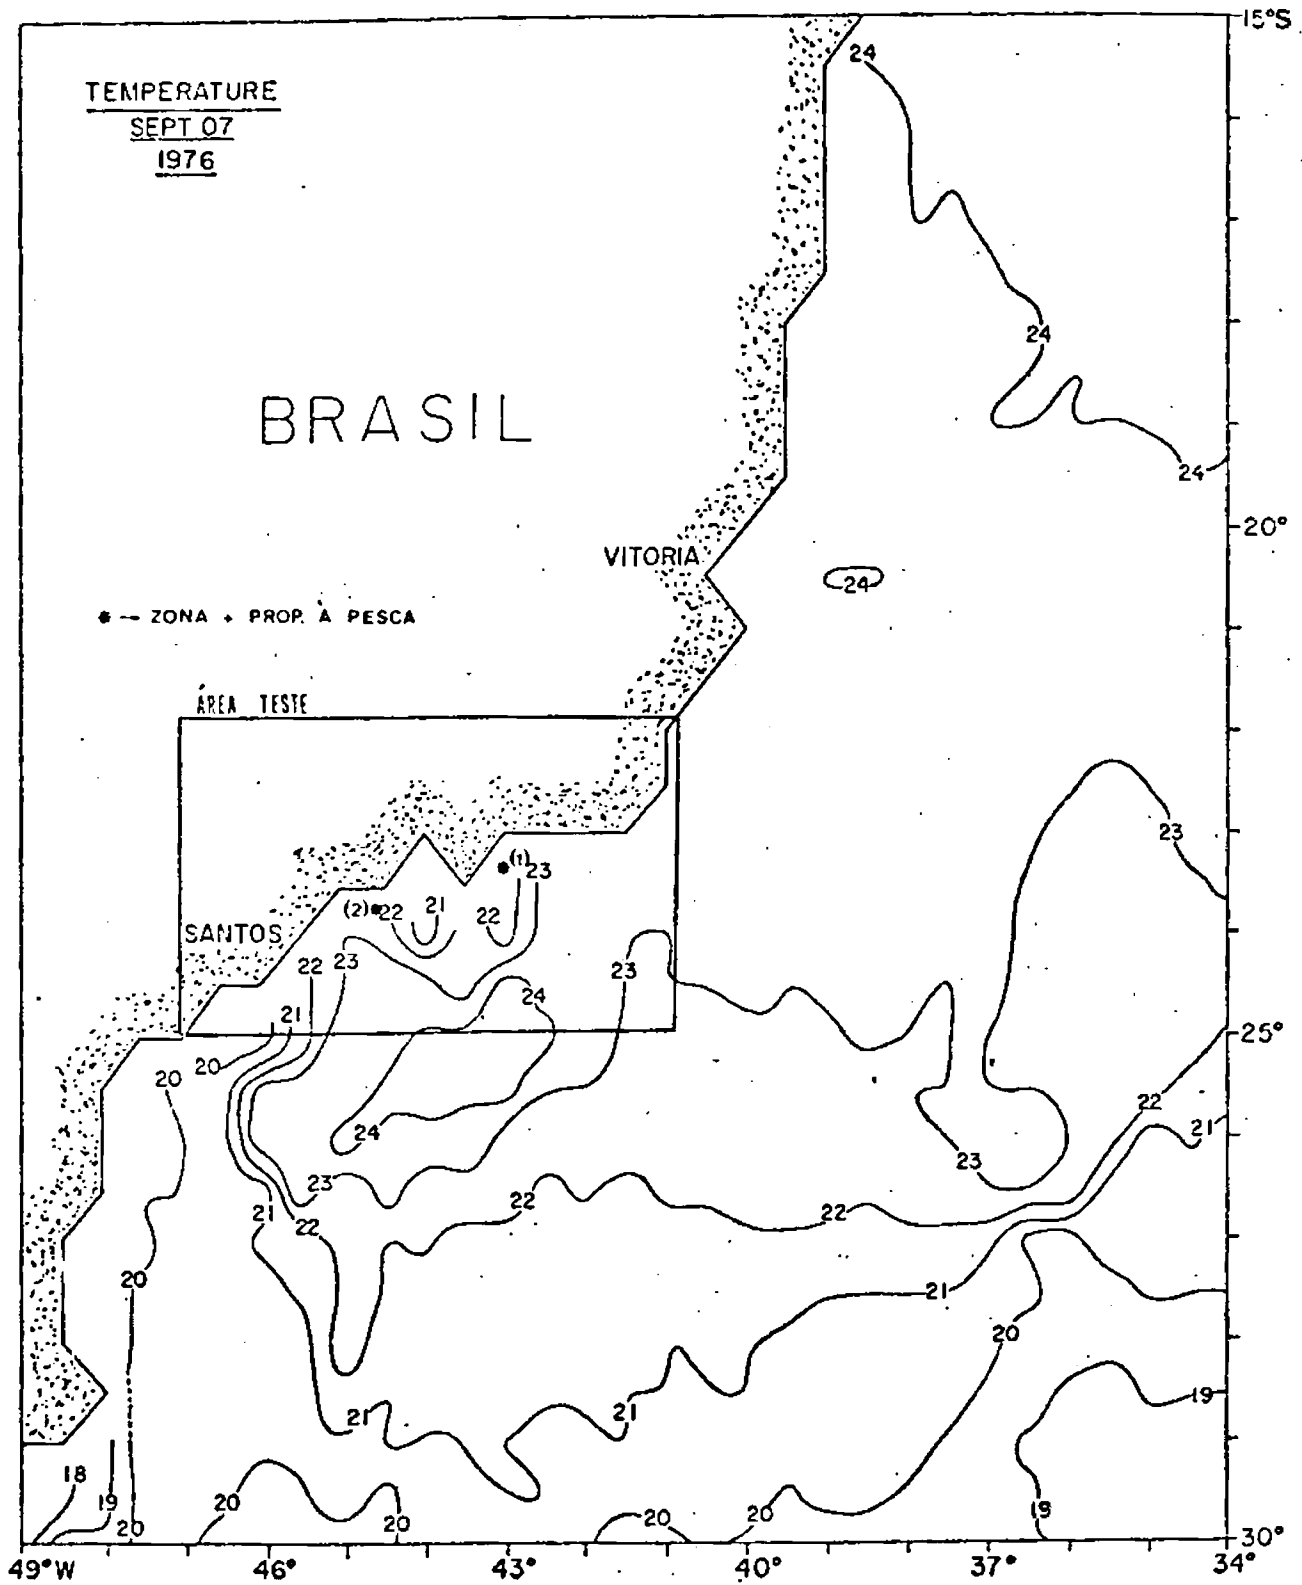 15°S
24
TEMPERATURE
SEPT 07
1976
24
BRASIL
24
20°
VITORIA
24
* — ZONA + PROP. À PESCA
ÁREA TESTE
23
(1)
23
(2)*22 21 22
SANTOS
22 23 23
24
21
25°
20 20
22
24
21
23
23
21 22 22 22
20
21
20
19
21 21
18
19 20 20 20 19
20
30°
49°W 46° 43° 40° 37° 34°